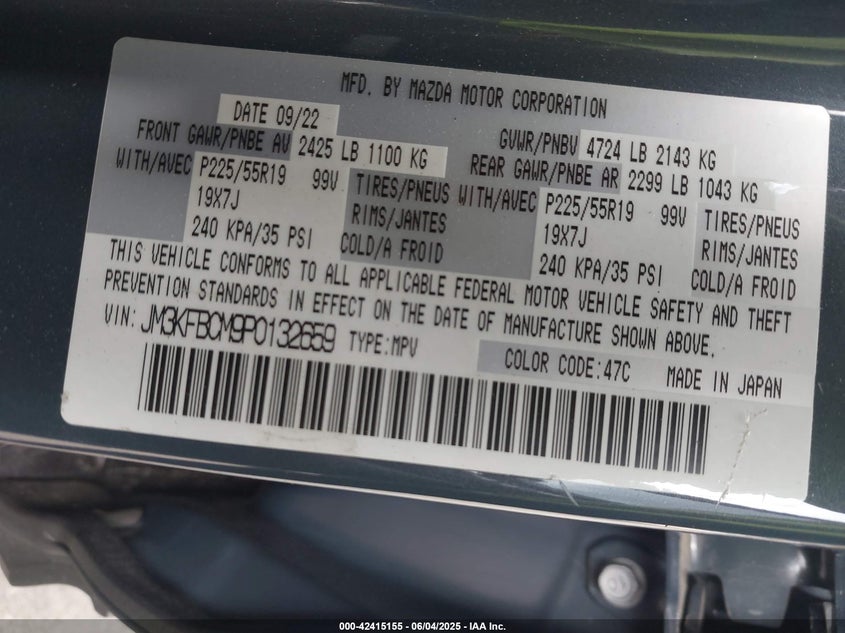 MFD. BY MAZDA MOTOR CORPORATION
DATE 09/22 GVWR/PNBV 4724 LB 2143 KG
FRONT GAWR/PNBE AV 2425 LB 1100 KG REAR GAWR/PNBE AR 2299 LB 1043 KG
WITH/AVEC P225/55R19 99V TIRES/PNEUS WITH/AVEC P225/55R19 99V TIRES/PNEUS
19X7J RIMS/JANTES 19X7J RIMS/JANTES
240 KPA/35 PSI COLD/A FROID 240 KPA/35 PSI COLD/A FROID
THIS VEHICLE CONFORMS TO ALL APPLICABLE FEDERAL MOTOR VEHICLE SAFETY AND THEFT
PREVENTION STANDARDS IN EFFECT ON THE DATE OF MANUFACTURE SHOWN ABOVE.
VIN: JM3KFBCM9P0132659 TYPE:MPV
COLOR CODE:47C MADE IN JAPAN
000-42415155 - 06/04/2025 - IAA Inc.